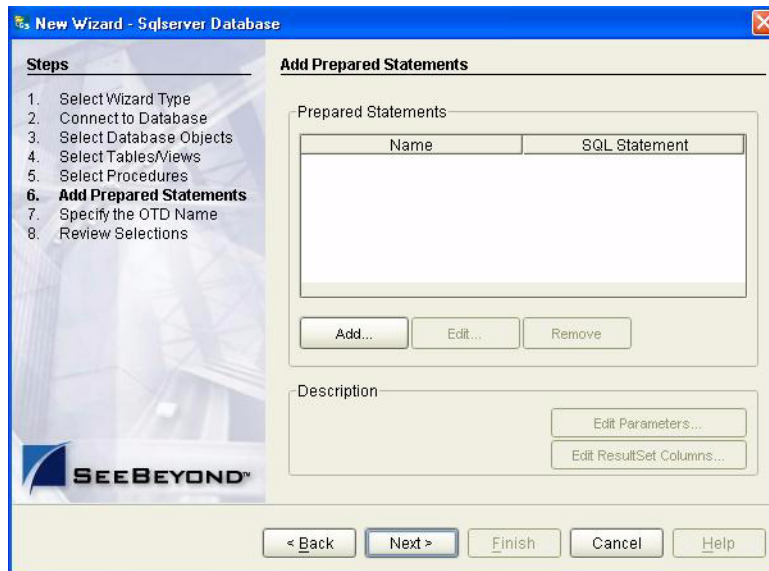 New Wizard - Sqlserver Database
Steps
1. Select Wizard Type
2. Connect to Database
3. Select Database Objects
4. Select Tables/Views
5. Select Procedures
6. Add Prepared Statements
7. Specify the OTD Name
8. Review Selections
SEEBEYOND™
Add Prepared Statements
Prepared Statements
Name SQL Statement
Add... Edit... Remove
Description
Edit Parameters...
Edit ResultSet Columns...
< Back Next > Finish Cancel Help